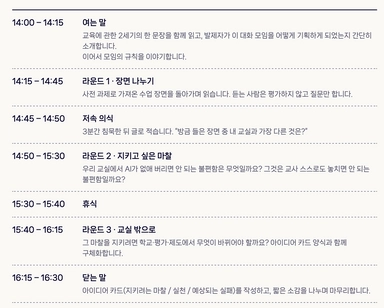 14:00 – 14:15 여는 말
교육에 관한 2세기의 한 문장을 함께 읽고, 발제자가 이 대화 모임을 어떻게 기획하게 되었는지 간단히
소개합니다.
이어서 모임의 규칙을 이야기합니다.
14:15 – 14:45 라운드 1 · 장면 나누기
사전 과제로 가져온 수업 장면을 돌아가며 읽습니다. 듣는 사람은 평가하지 않고 질문만 합니다.
14:45 – 14:50 저속 의식
3분간 침묵한 뒤 글로 적습니다. “방금 들은 장면 중 내 교실과 가장 다른 것은?”
14:50 – 15:30 라운드 2 · 지키고 싶은 마찰
우리 교실에서 AI가 없애 버리면 안 되는 불편함은 무엇일까요? 그것은 교사 스스로도 놓치면 안 되는
불편함일까요?
15:30 – 15:40 휴식
15:40 – 16:15 라운드 3 · 교실 밖으로
그 마찰을 지키려면 학교·평가·제도에서 무엇이 바뀌어야 할까요? 아이디어 카드 양식과 함께
구체화합니다.
16:15 – 16:30 닫는 말
아이디어 카드(지키려는 마찰 / 실천 / 예상되는 실패)를 작성하고, 짧은 소감을 나누며 마무리합니다.